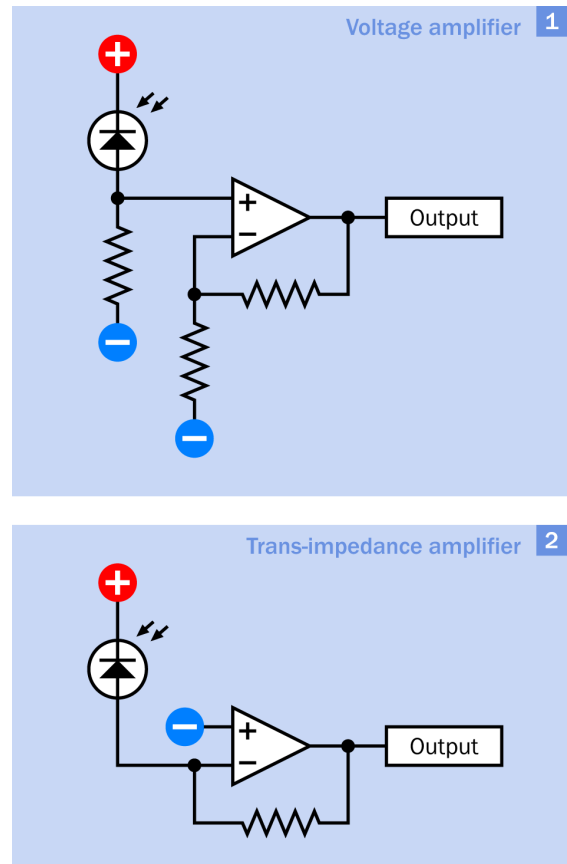 Voltage amplifier 1
+
+
−
Output
−
−
Trans-impedance amplifier 2
+
−
+
−
Output